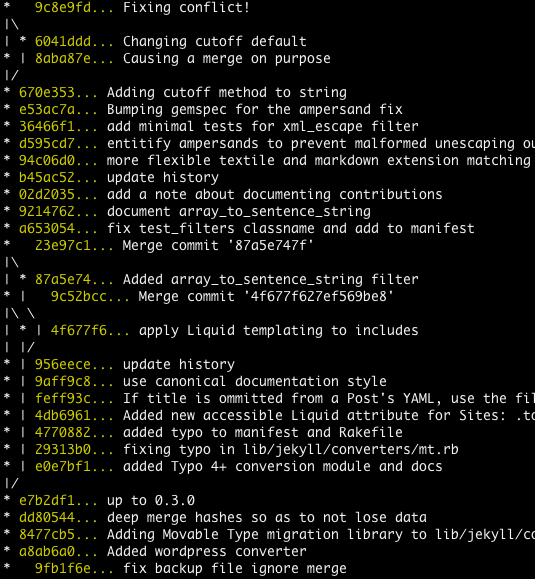 *   9c8e9fd... Fixing conflict!
|\
| * 6041ddd... Changing cutoff default
* | 8aba87e... Causing a merge on purpose
|/
* 670e353... Adding cutoff method to string
* e53ac7a... Bumping gemspec for the ampersand fix
* 36466f1... add minimal tests for xml_escape filter
* d595cd7... entitify ampersands to prevent malformed unescaping ou
* 94c06d0... more flexible textile and markdown extension matching
* b45ac52... update history
* 02d2035... add a note about documenting contributions
* 9214762... document array_to_sentence_string
* a653054... fix test_filters classname and add to manifest
*   23e97c1... Merge commit '87a5e747f'
|\
| * 87a5e74... Added array_to_sentence_string filter
* |   9c52bcc... Merge commit '4f677f627ef569be8'
|\ \
| * | 4f677f6... apply Liquid templating to includes
| |/
* | 956eece... update history
* | 9aff9c8... use canonical documentation style
* | feff93c... If title is ommitted from a Post's YAML, use the fil
* | 4db6961... Added new accessible Liquid attribute for Sites: .to
* | 4770882... added typo to manifest and Rakefile
* | 29313b0... fixing typo in lib/jekyll/converters/mt.rb
* | e0e7bf1... added Typo 4+ conversion module and docs
|/
* e7b2df1... up to 0.3.0
* dd80544... deep merge hashes so as to not lose data
* 8477cb5... Adding Movable Type migration library to lib/jekyll/co
* a8ab6a0... Added wordpress converter
*   9fb1f6e... fix backup file ignore merge